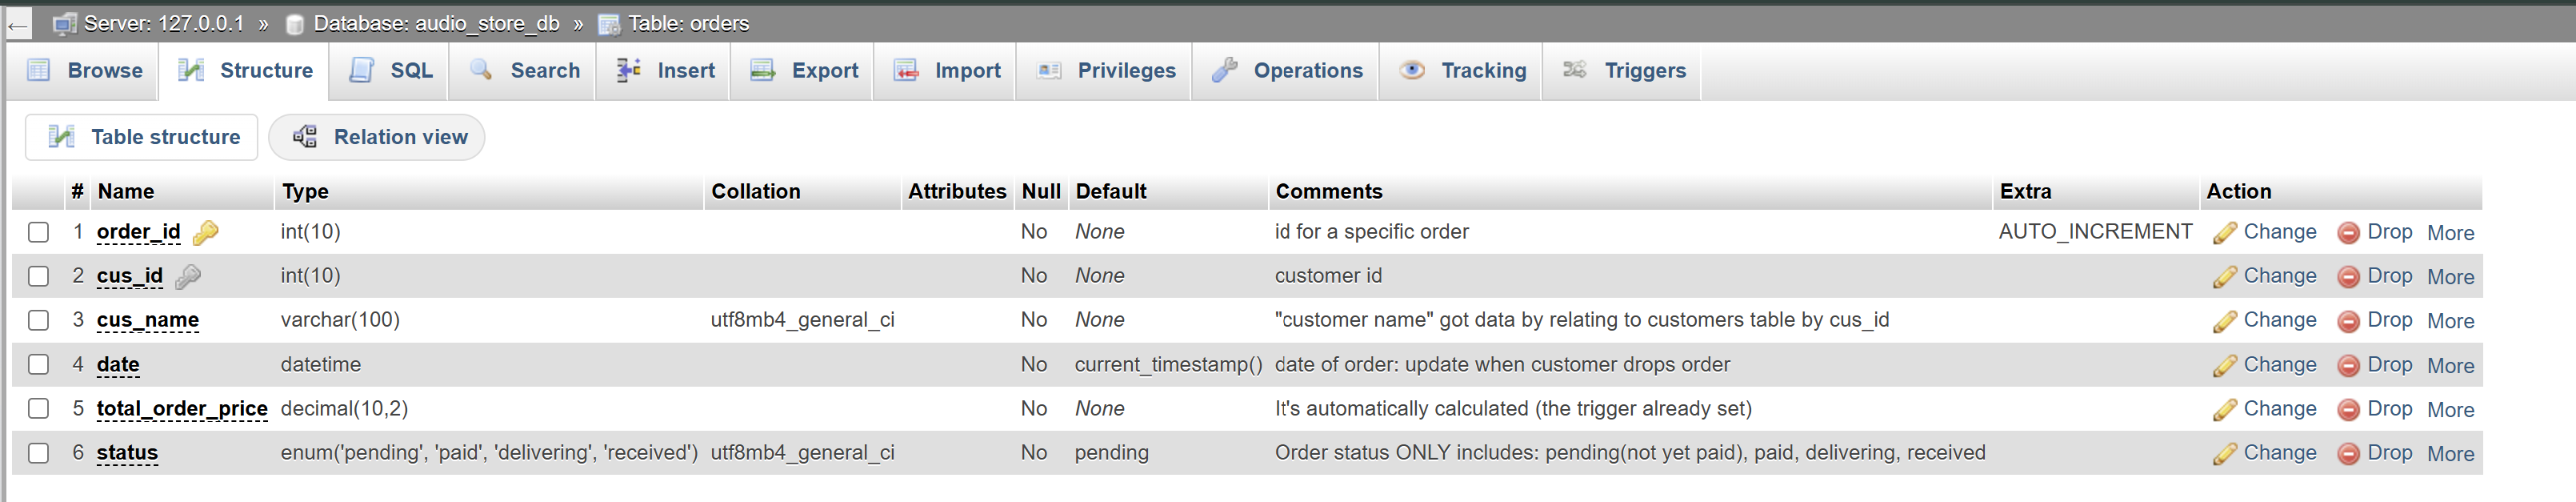 ← Server: 127.0.0.1 » Database: audio_store_db » Table: orders
Browse Structure SQL Search Insert Export Import Privileges Operations Tracking Triggers
Table structure Relation view
# Name Type Collation Attributes Null Default Comments Extra Action
1 order_id int(10) No None id for a specific order AUTO_INCREMENT Change Drop More
2 cus_id int(10) No None customer id Change Drop More
3 cus_name varchar(100) utf8mb4_general_ci No None "customer name" got data by relating to customers table by cus_id Change Drop More
4 date datetime No current_timestamp() date of order: update when customer drops order Change Drop More
5 total_order_price decimal(10,2) No None It's automatically calculated (the trigger already set) Change Drop More
6 status enum('pending', 'paid', 'delivering', 'received') utf8mb4_general_ci No pending Order status ONLY includes: pending(not yet paid), paid, delivering, received Change Drop More